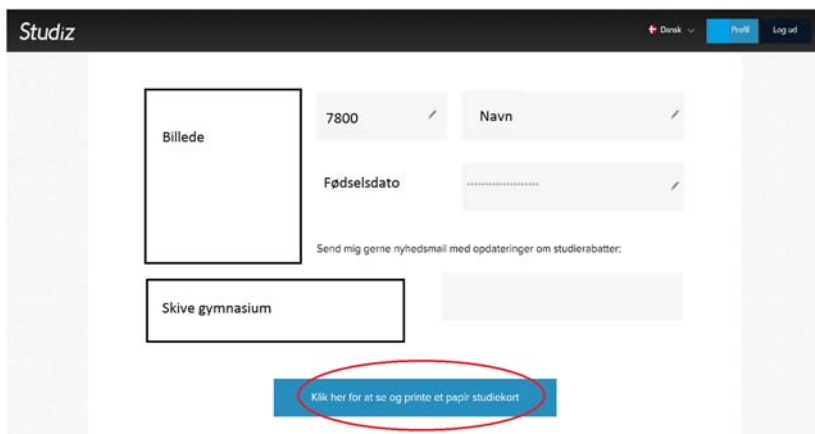 Studiz
Dansk
Profil
Log ud
Billede
7800
Navn
Fødselsdato
Send mig gerne nyhedsmail med opdateringer om studierabatter:
Skive gymnasium
Klik her for at se og printe et papir studiekort